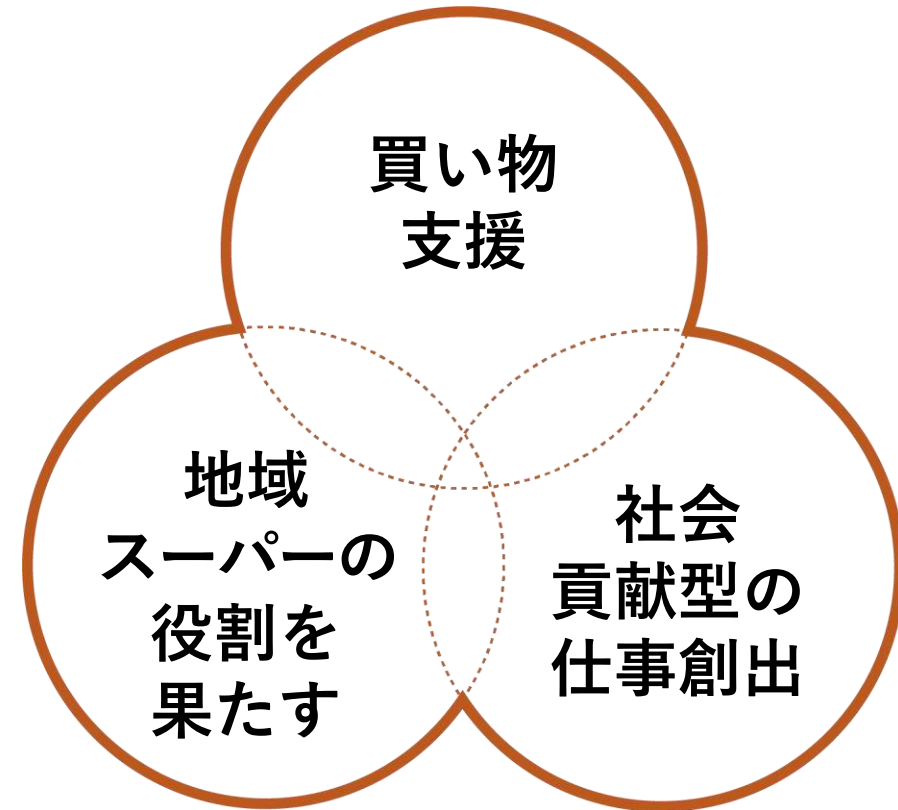 買い物
支援
地域
スーパーの
役割を
果たす
社会
貢献型の
仕事創出